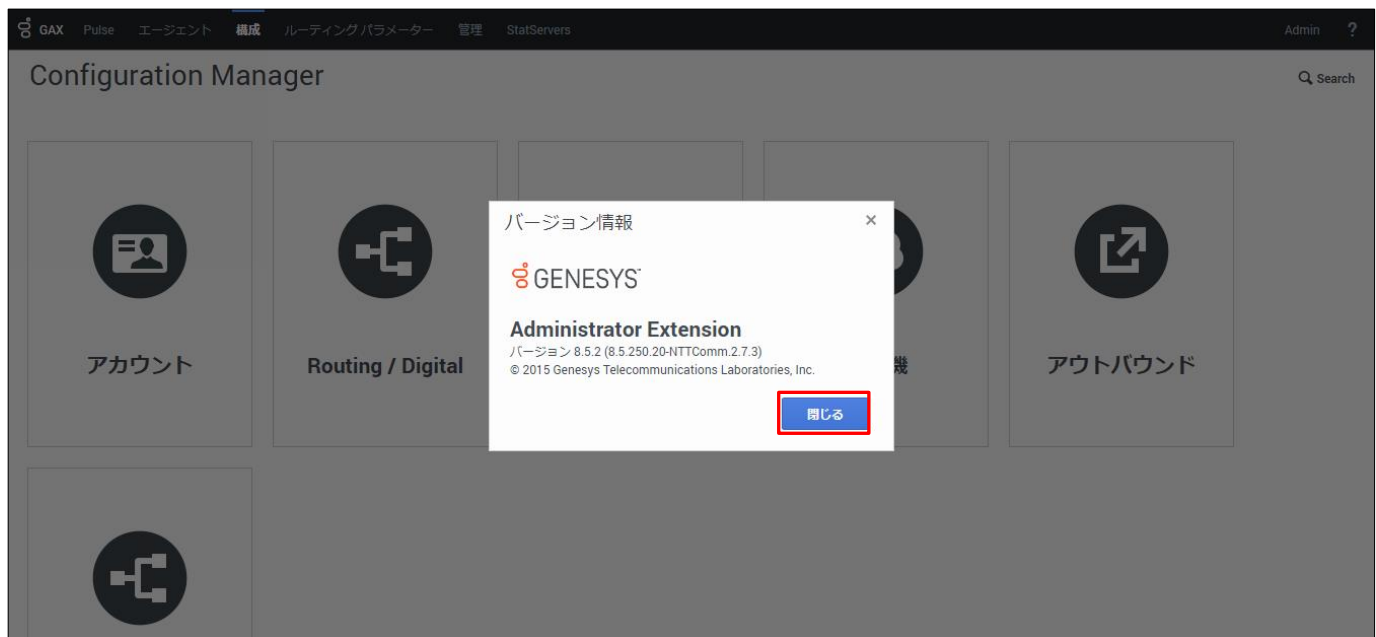 GAX Pulse エージェント 構成 ルーティング パラメーター 管理 StatServers Admin ?
Configuration Manager
Search
バージョン情報 ×
GENESYS™
Administrator Extension
バージョン 8.5.2 (8.5.250.20-NTTComm.2.7.3)
© 2015 Genesys Telecommunications Laboratories, Inc.
閉じる
アカウント Routing / Digital 機 アウトバウンド